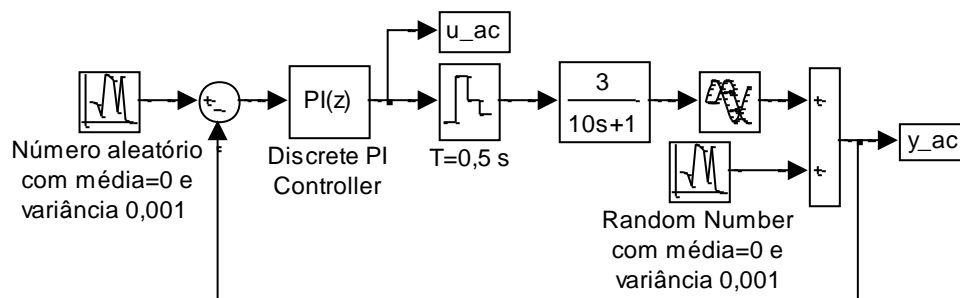 u_ac
PI(z)
3
10s+1
y_ac
Número aleatório
com média=0 e
variância 0,001
Discrete PI
Controller
T=0,5 s
Random Number
com média=0 e
variância 0,001